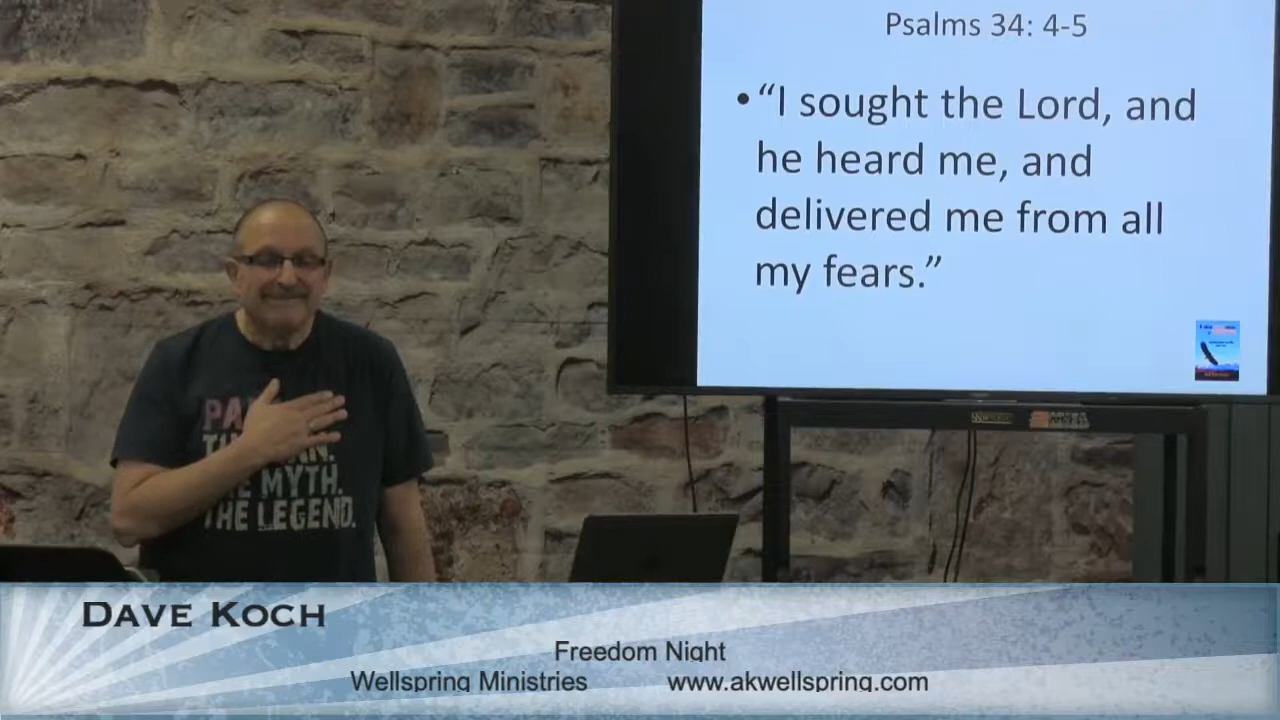 Psalms 34: 4-5
• “I sought the Lord, and
he heard me, and
delivered me from all
my fears.”
THE MYTH.
THE LEGEND.
DAVE KOCH
Freedom Night
Wellspring Ministries www.akwellspring.com